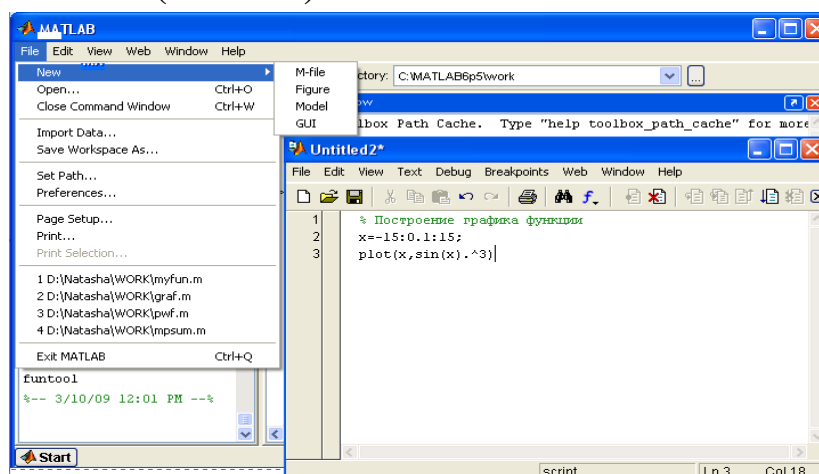 MATLAB
File Edit View Web Window Help
New
Open... Ctrl+O
Close Command Window Ctrl+W
Import Data...
Save Workspace As...
Set Path...
Preferences...
Page Setup...
Print...
Print Selection...
1 D:\Natasha\WORK\myfun.m
2 D:\Natasha\WORK\graf.m
3 D:\Natasha\WORK\pwf.m
4 D:\Natasha\WORK\mpsum.m
Exit MATLAB Ctrl+Q
M-file
Figure
Model
GUI
ctory: C:\MATLAB6p5\work
ow
lbox Path Cache. Type "help toolbox_path_cache" for more
Untitled2*
File Edit View Text Debug Breakpoints Web Window Help
1 % Построение графика функции
2 x=-15:0.1:15;
3 plot(x,sin(x).^3)
funtool
%-- 3/10/09 12:01 PM --%
Start
script Ln 3 Col 18